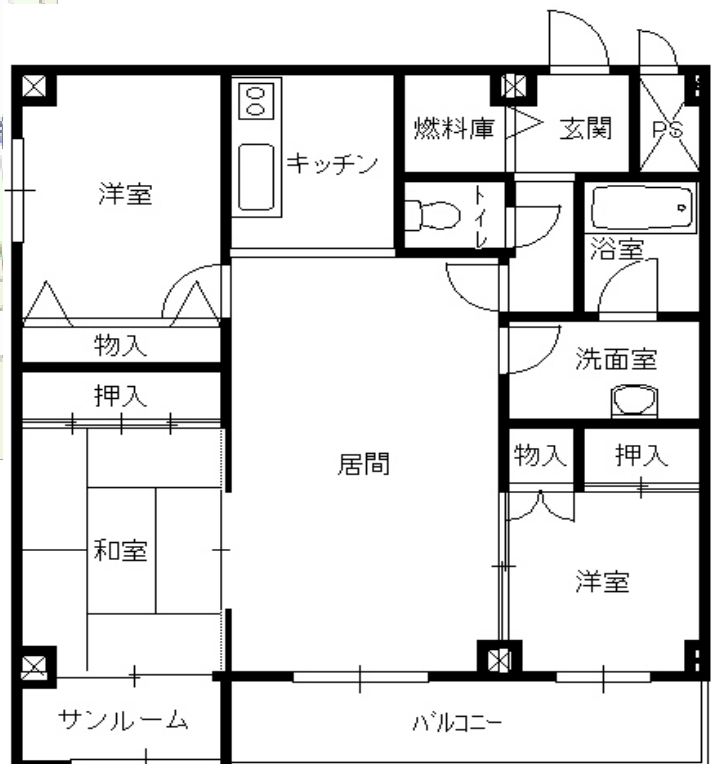 燃料庫
玄関
PS
キッチン
洋室
トイレ
浴室
物入
洗面室
押入
居間
物入
押入
和室
洋室
サンルーム
バルコニー